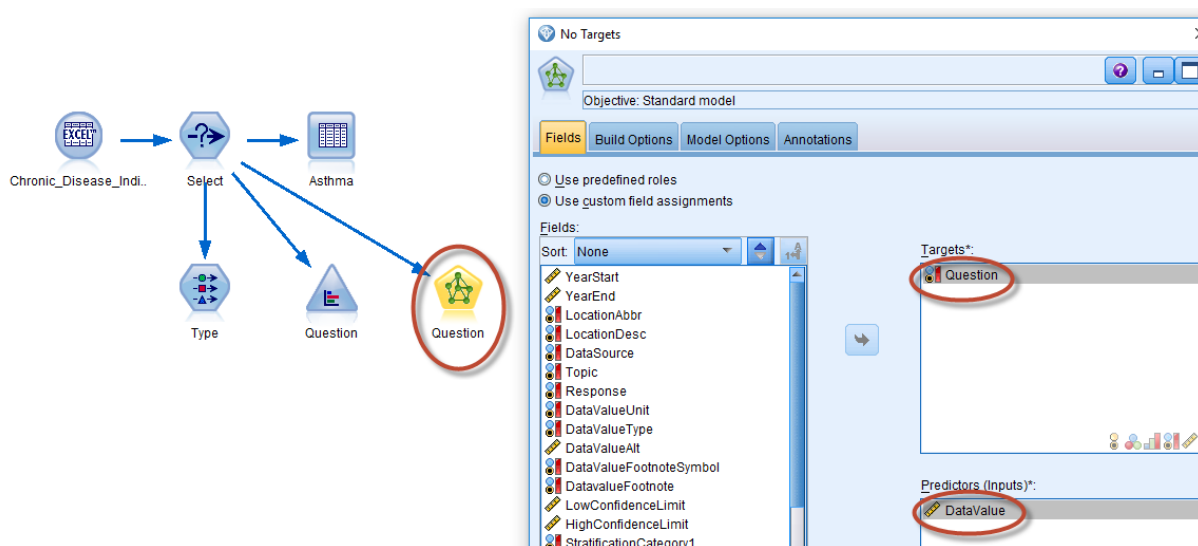 No Targets
Objective: Standard model
Fields Build Options Model Options Annotations
Use predefined roles
Use custom field assignments
Fields:
Sort: None
Targets*:
Question
YearStart
YearEnd
LocationAbbr
LocationDesc
DataSource
Topic
Response
DataValueUnit
DataValueType
DataValueAlt
DataValueFootnoteSymbol
DatavalueFootnote
LowConfidenceLimit
HighConfidenceLimit
StratificationCategory1
Predictors (Inputs)*:
DataValue
EXCEL
Chronic_Disease_Indi..
Select
Asthma
Type
Question
Question